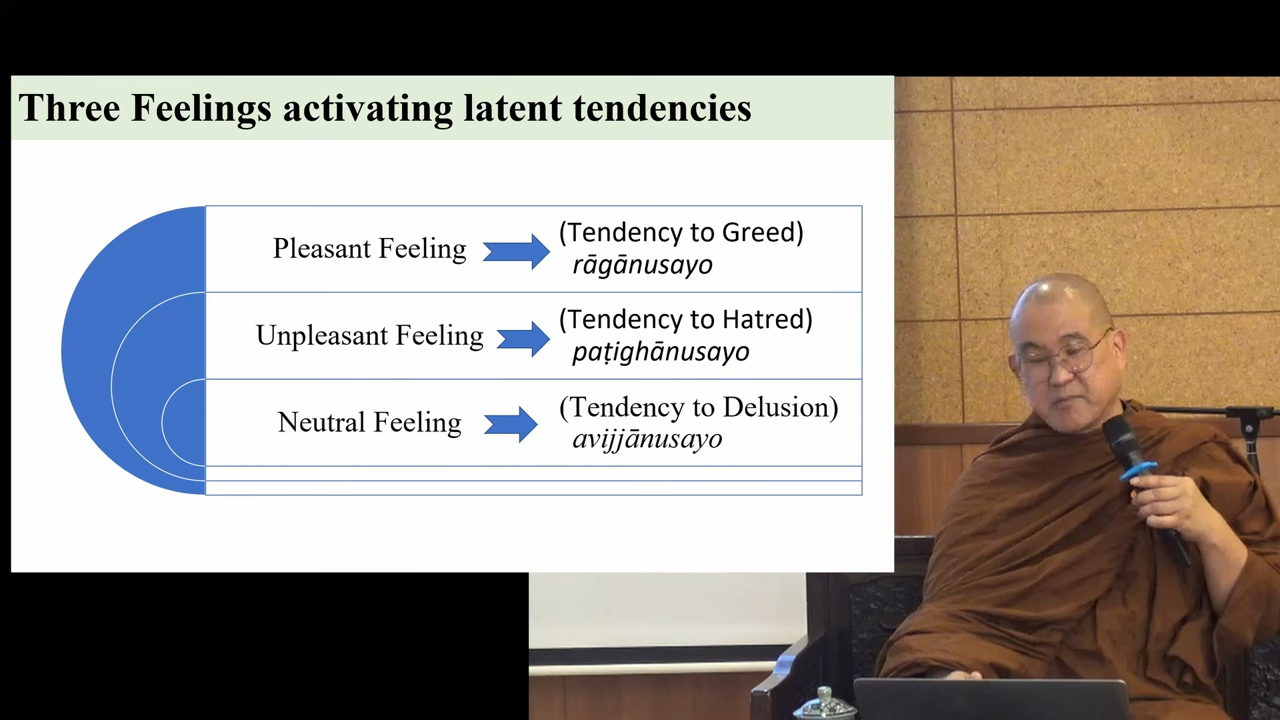 Three Feelings activating latent tendencies
Pleasant Feeling
(Tendency to Greed)
rāgānusayo
Unpleasant Feeling
(Tendency to Hatred)
paṭighānusayo
Neutral Feeling
(Tendency to Delusion)
avijjānusayo